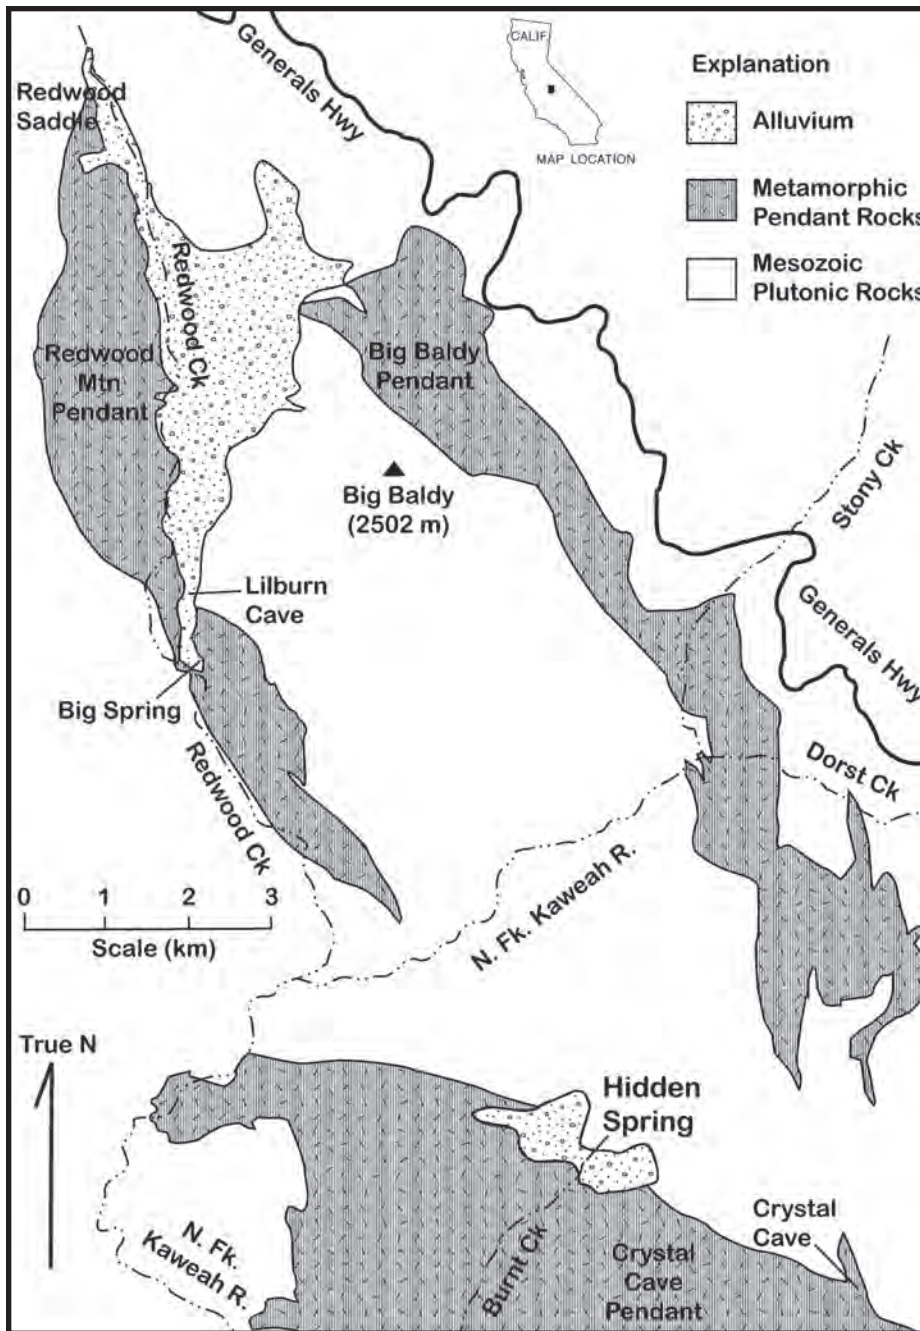 CALIF.
MAP LOCATION
Explanation
Alluvium
Metamorphic
Pendant Rocks
Mesozoic
Plutonic Rocks
Generals Hwy
Redwood
Saddle
Redwood Ck
Redwood
Mtn
Pendant
Big Baldy
Pendant
Big Baldy
(2502 m)
Stony Ck
Lilburn
Cave
Generals Hwy
Big Spring
Redwood Ck
Dorst Ck
0 1 2 3
Scale (km)
N. Fk. Kaweah R.
True N
Hidden
Spring
Crystal
Cave
N. Fk.
Kaweah R.
Burnt Ck
Crystal
Cave
Pendant